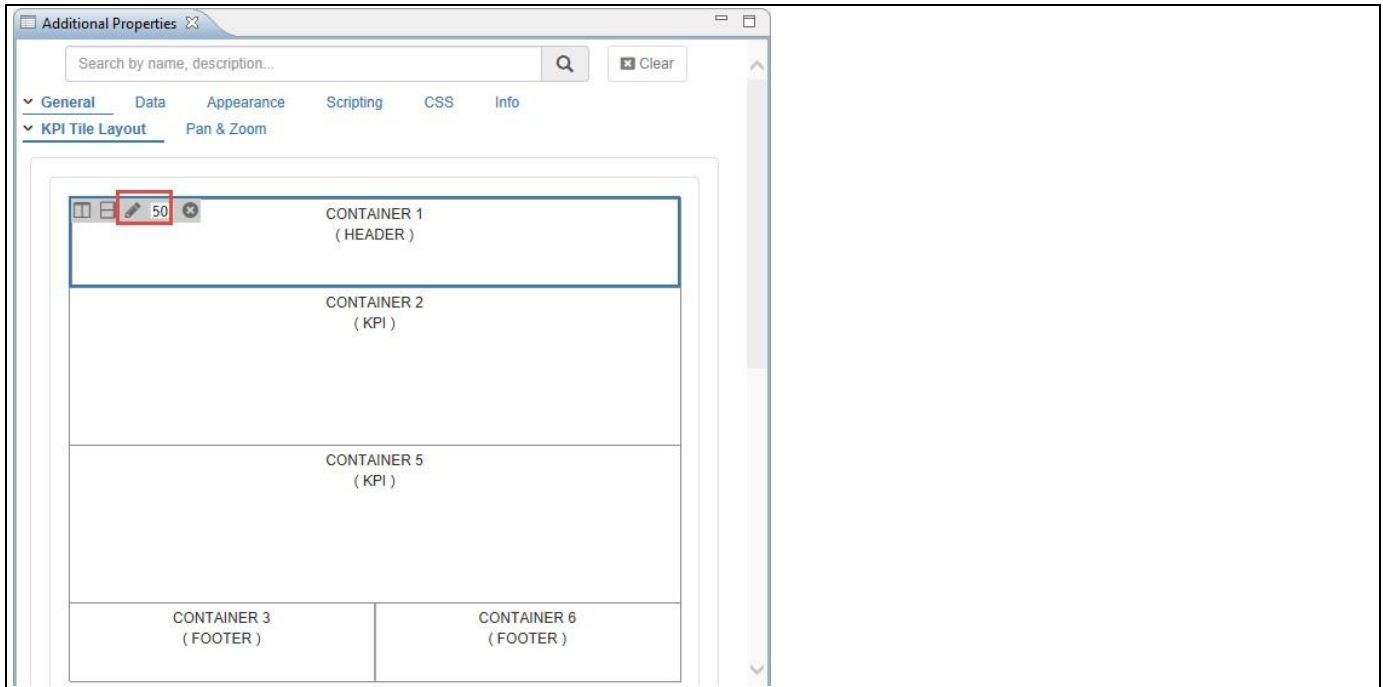 Additional Properties
Search by name, description... Clear
General Data Appearance Scripting CSS Info
KPI Tile Layout Pan & Zoom
50
CONTAINER 1
( HEADER )
CONTAINER 2
( KPI )
CONTAINER 5
( KPI )
CONTAINER 3 CONTAINER 6
( FOOTER ) ( FOOTER )